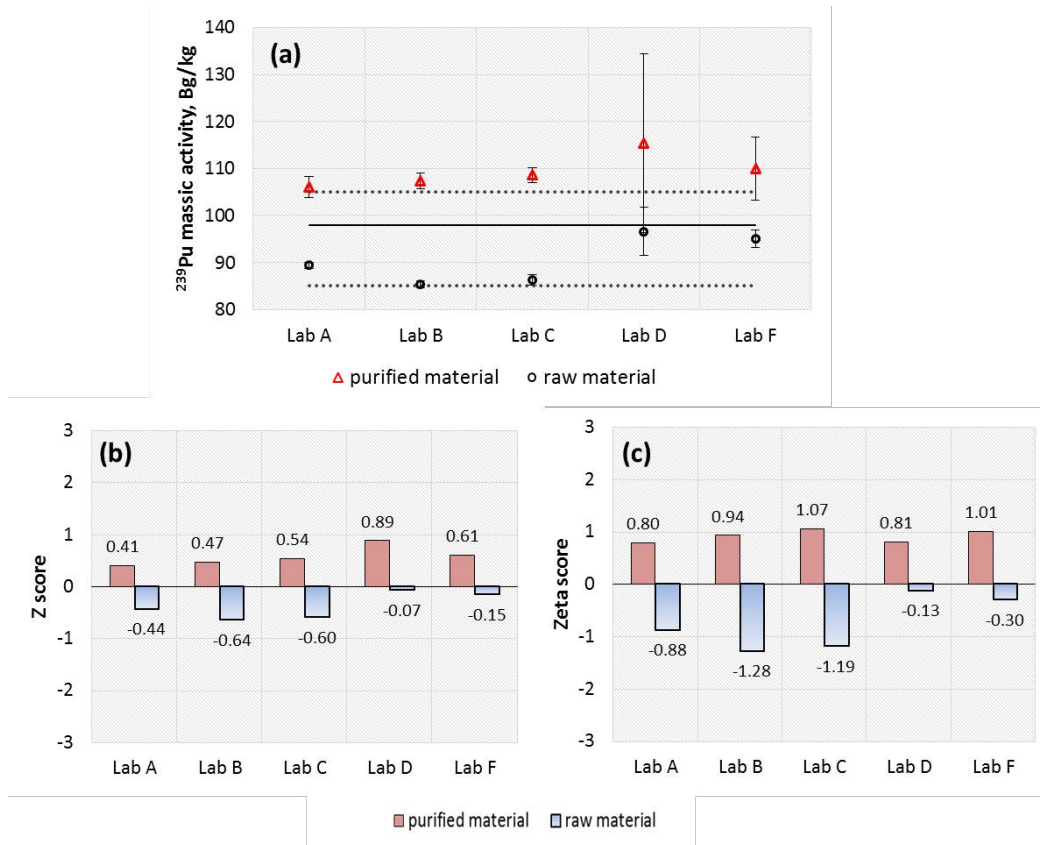 (a)
²³⁹Pu massic activity, Bg/kg
140
130
120
110
100
90
80
Lab A Lab B Lab C Lab D Lab F
purified material raw material
(b)
Z score
3
2
1
0
-1
-2
-3
0.41 0.47 0.54 0.89 0.61
-0.44 -0.64 -0.60 -0.07 -0.15
Lab A Lab B Lab C Lab D Lab F
(c)
Zeta score
3
2
1
0
-1
-2
-3
0.80 0.94 1.07 0.81 1.01
-0.88 -1.28 -1.19 -0.13 -0.30
Lab A Lab B Lab C Lab D Lab F
purified material raw material